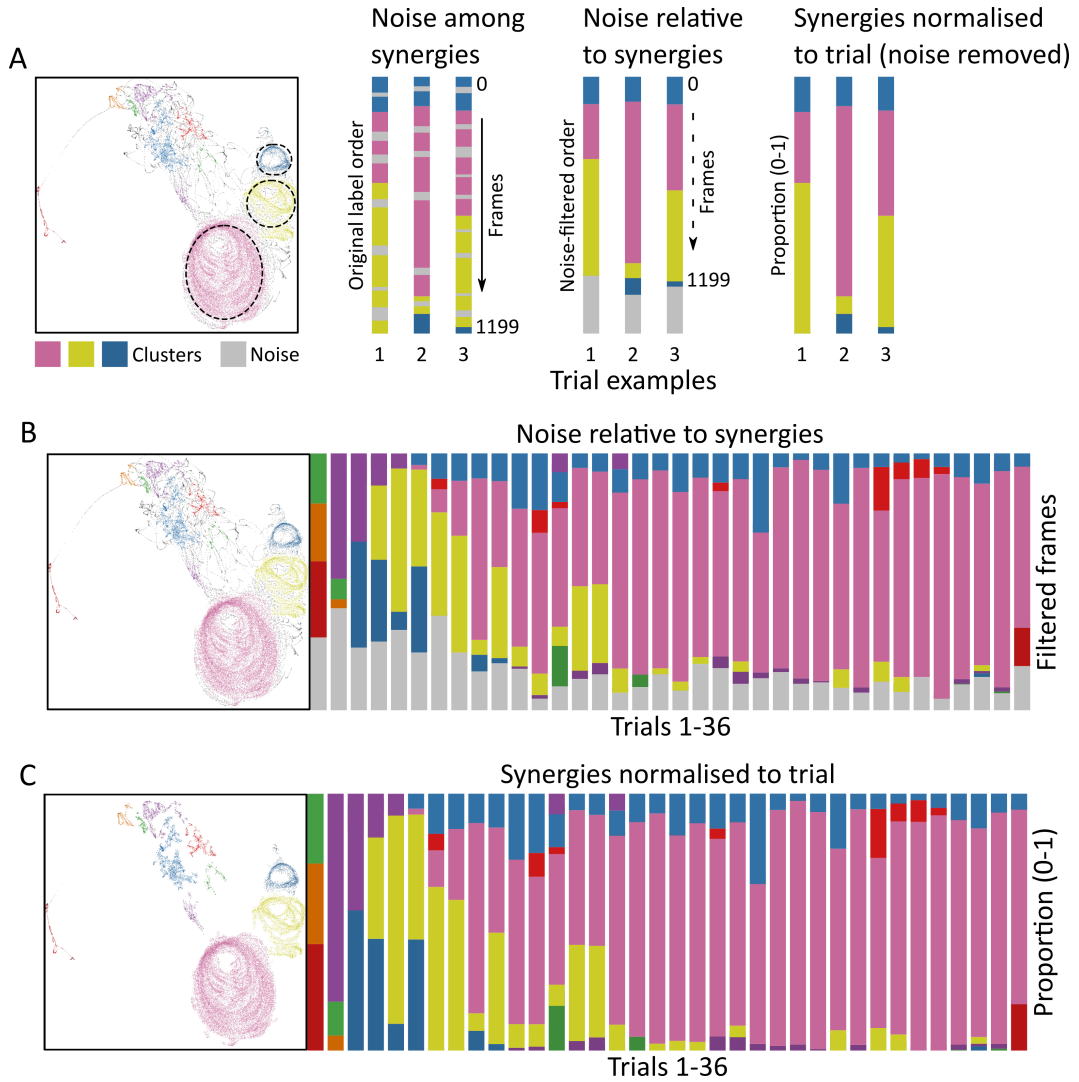 A
Noise among
synergies
Noise relative
to synergies
Synergies normalised
to trial (noise removed)
Original label order
0
Frames
1199
Noise-filtered order
0
Frames
1199
Proportion (0-1)
Clusters
Noise
1 2 3
1 2 3
1 2 3
Trial examples
B
Noise relative to synergies
Filtered frames
Trials 1-36
C
Synergies normalised to trial
Proportion (0-1)
Trials 1-36